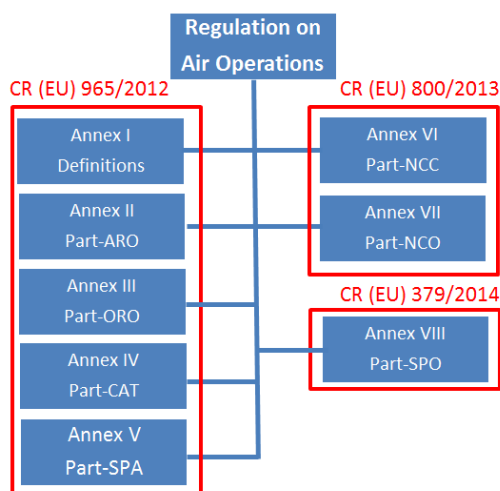 Regulation on
Air Operations
CR (EU) 965/2012
Annex I
Definitions
Annex II
Part-ARO
Annex III
Part-ORO
Annex IV
Part-CAT
Annex V
Part-SPA
CR (EU) 800/2013
Annex VI
Part-NCC
Annex VII
Part-NCO
CR (EU) 379/2014
Annex VIII
Part-SPO